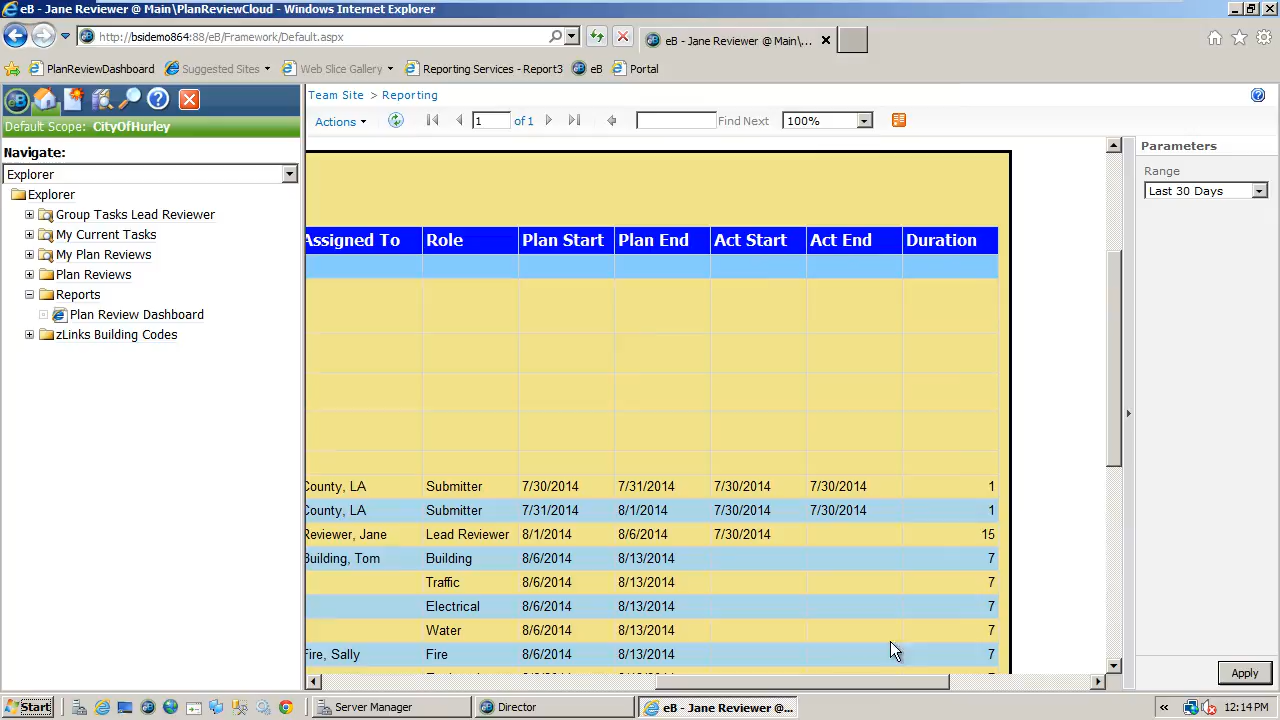 eB - Jane Reviewer @ Main\PlanReviewCloud - Windows Internet Explorer
http://bsidemo864:88/eB/Framework/Default.aspx
eB - Jane Reviewer @ Main\...
PlanReviewDashboard Suggested Sites Web Slice Gallery Reporting Services - Report3 eB Portal
Team Site > Reporting
Default Scope: CityOfHurley
Actions 1 of 1 Find Next 100%
Navigate:
Explorer
Explorer
Group Tasks Lead Reviewer
My Current Tasks
My Plan Reviews
Plan Reviews
Reports
Plan Review Dashboard
zLinks Building Codes
Parameters
Range
Last 30 Days
Assigned To Role Plan Start Plan End Act Start Act End Duration
County, LA Submitter 7/30/2014 7/31/2014 7/30/2014 7/30/2014 1
County, LA Submitter 7/31/2014 8/1/2014 7/30/2014 7/30/2014 1
Reviewer, Jane Lead Reviewer 8/1/2014 8/6/2014 7/30/2014 15
Building, Tom Building 8/6/2014 8/13/2014 7
Traffic 8/6/2014 8/13/2014 7
Electrical 8/6/2014 8/13/2014 7
Water 8/6/2014 8/13/2014 7
Fire, Sally Fire 8/6/2014 8/13/2014 7
Apply
Start Server Manager Director eB - Jane Reviewer @... 12:14 PM